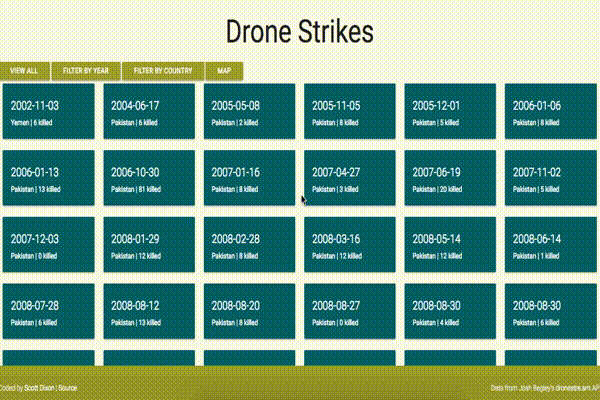 Drone Strikes
VIEW ALL FILTER BY YEAR FILTER BY COUNTRY MAP
2002-11-03 2004-06-17 2005-05-08 2005-11-05 2005-12-01 2006-01-06
Yemen | 6 killed Pakistan | 6 killed Pakistan | 2 killed Pakistan | 8 killed Pakistan | 5 killed Pakistan | 8 killed
2006-01-13 2006-10-30 2007-01-16 2007-04-27 2007-06-19 2007-11-02
Pakistan | 13 killed Pakistan | 81 killed Pakistan | 8 killed Pakistan | 3 killed Pakistan | 20 killed Pakistan | 5 killed
2007-12-03 2008-01-29 2008-02-28 2008-03-16 2008-05-14 2008-06-14
Pakistan | 0 killed Pakistan | 12 killed Pakistan | 8 killed Pakistan | 12 killed Pakistan | 12 killed Pakistan | 1 killed
2008-07-28 2008-08-12 2008-08-20 2008-08-27 2008-08-30 2008-08-30
Pakistan | 6 killed Pakistan | 13 killed Pakistan | 8 killed Pakistan | 0 killed Pakistan | 4 killed Pakistan | 6 killed
Coded by Scott Dixon | Source Data from Josh Begley's dronestre.am AP